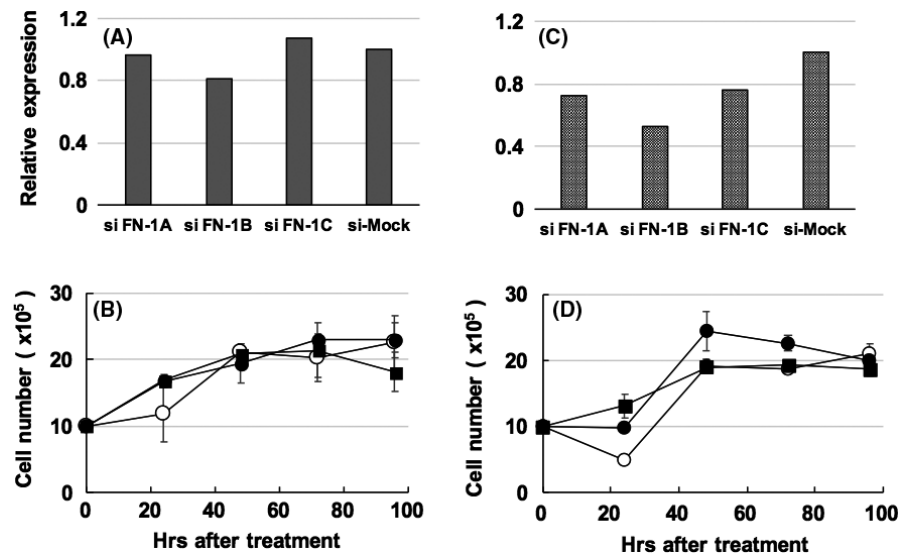 (A)
Relative expression
1.2
0.8
0.4
0
si FN-1A si FN-1B si FN-1C si-Mock
(C)
1.2
0.8
0.4
0
si FN-1A si FN-1B si FN-1C si-Mock
(B)
Cell number ( x10⁵ )
30
20
10
0
0 20 40 60 80 100
Hrs after treatment
(D)
Cell number ( x10⁵ )
30
20
10
0
0 20 40 60 80 100
Hrs after treatment